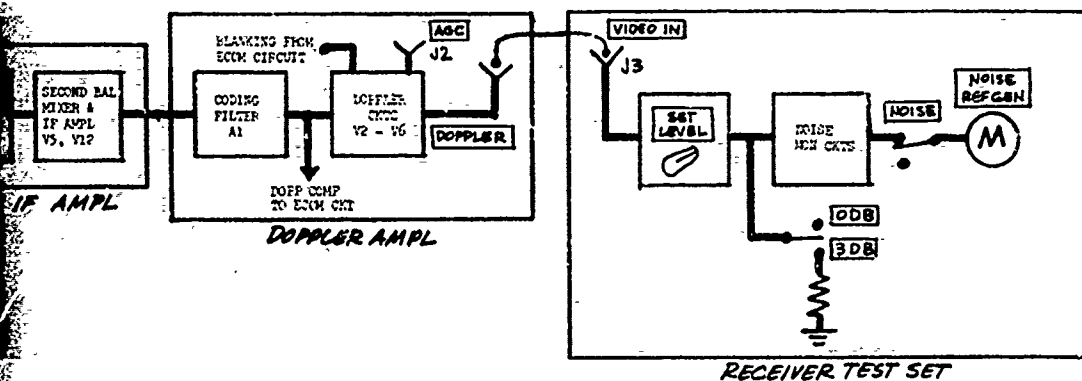 SECOND BAL
MIXER &
IF AMPL
V5, V12
IF AMPL
BLANKING FROM
ECCM CIRCUIT
AGC
J2
CODING
FILTER
A1
DOPPLER
CKTS
V2 - V6
DOPPLER
DOPP COMP
TO ECCM CKT
DOPPLER AMPL
VIDEO IN
J3
SET
LEVEL
NOISE
MON CKTS
NOISE
NOISE
REF GEN
M
0DB
3DB
RECEIVER TEST SET